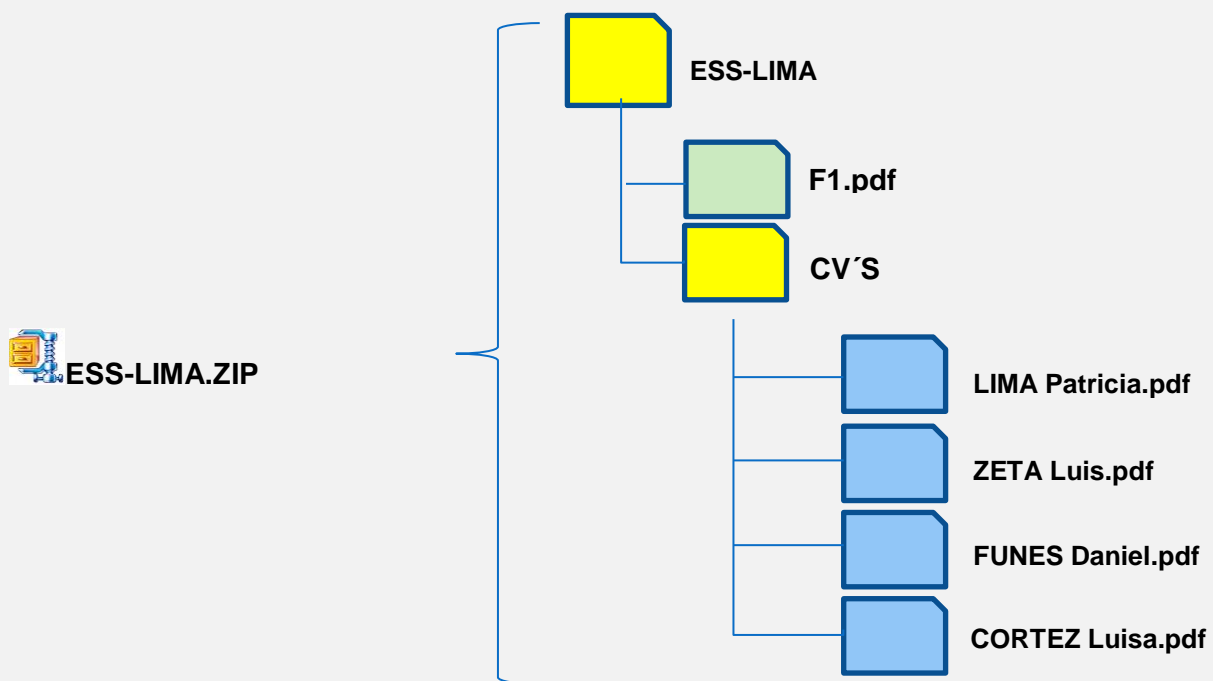 ESS-LIMA
F1.pdf
CV´S
ESS-LIMA.ZIP
LIMA Patricia.pdf
ZETA Luis.pdf
FUNES Daniel.pdf
CORTEZ Luisa.pdf